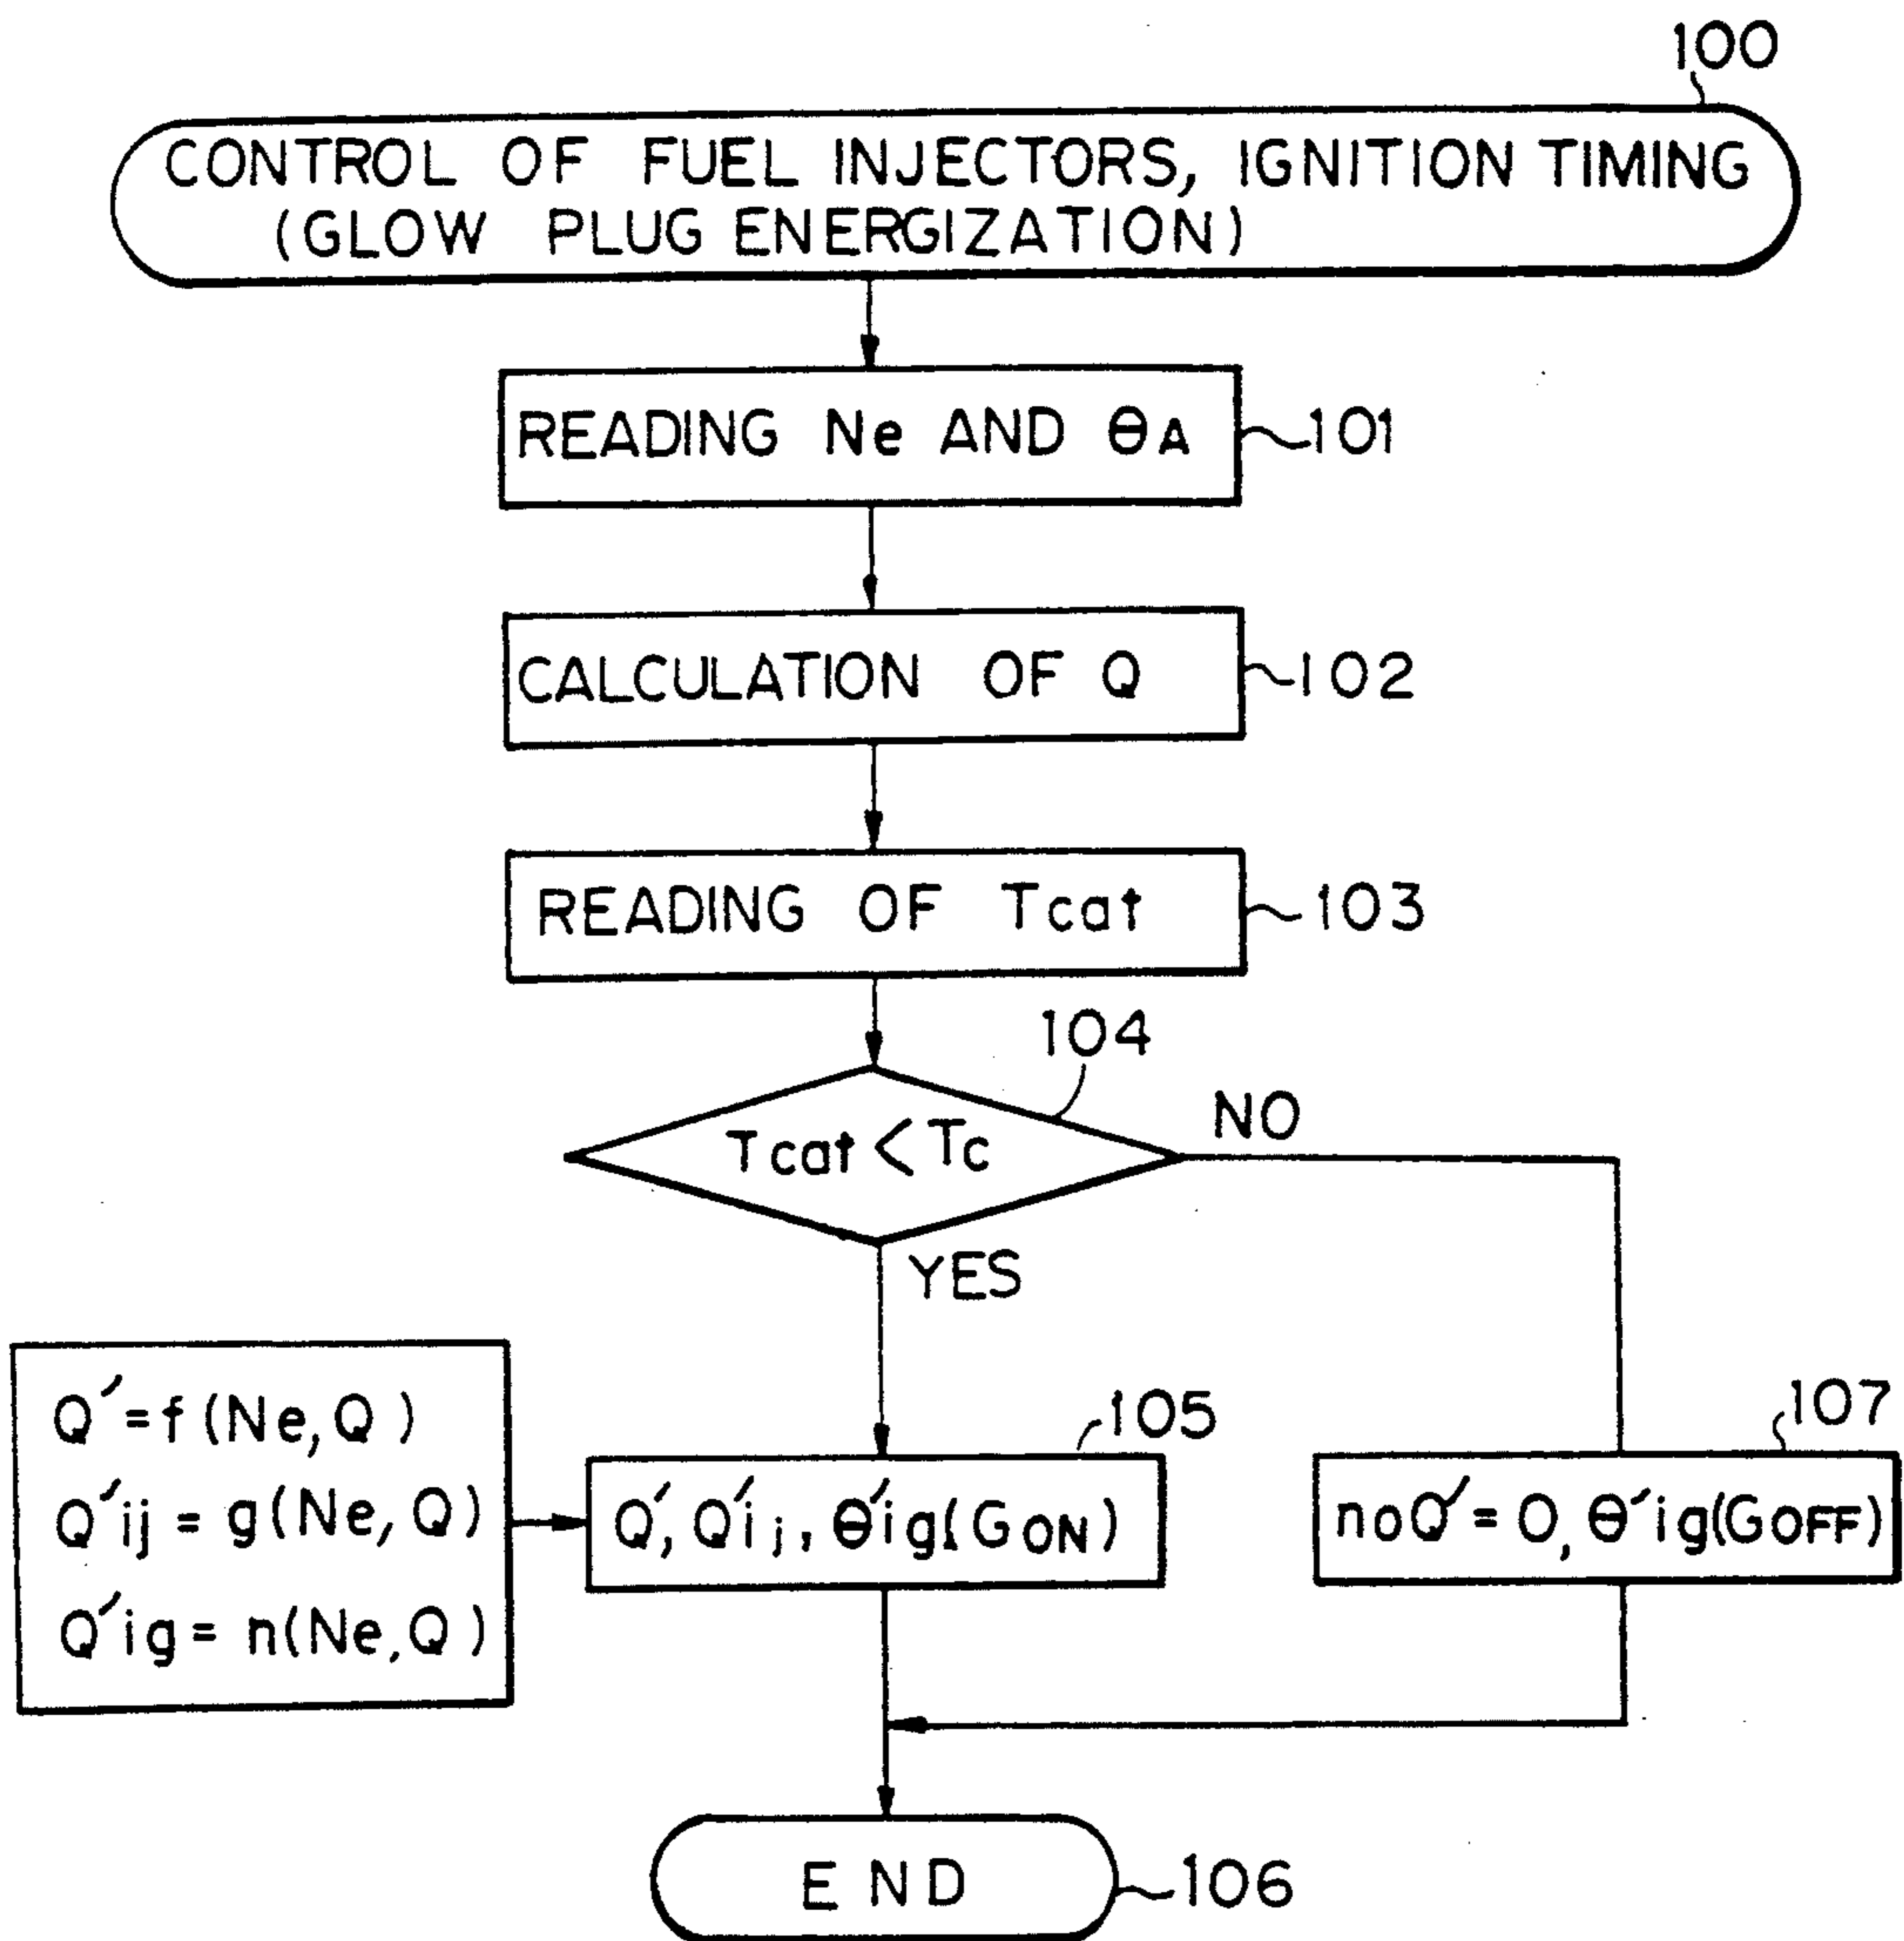 100
CONTROL OF FUEL INJECTORS, IGNITION TIMING
(GLOW PLUG ENERGIZATION)
READING Ne AND ΘA
101
CALCULATION OF Q
102
READING OF Tcat
103
104
Tcat < Tc
NO
YES
Q′=f(Ne,Q)
Q′ij = g(Ne,Q)
Q′ig = n(Ne,Q)
105
Q′, Q′ij, Θ′ig(GON)
107
noQ′=0, Θ′ig(GOFF)
END
106